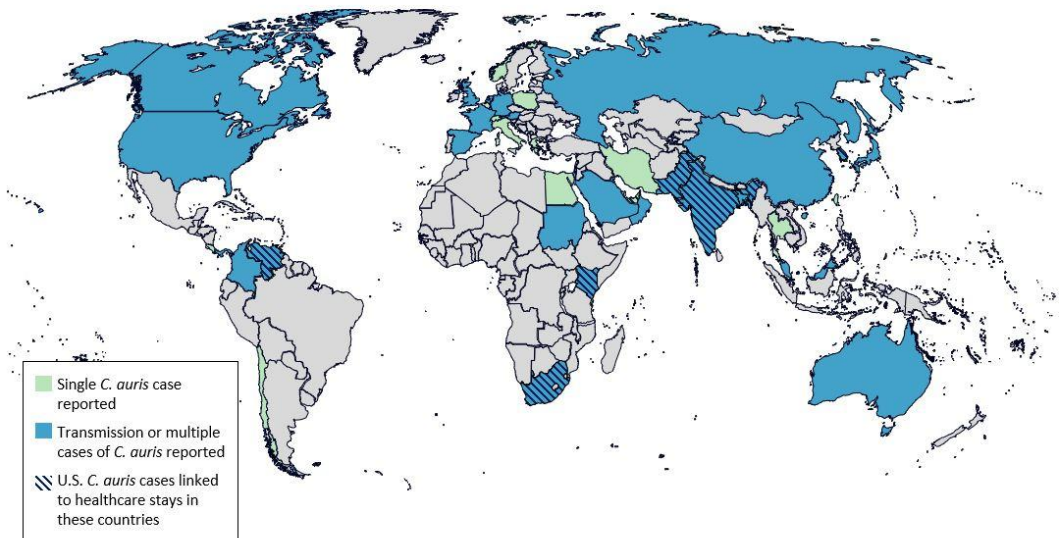 Single C. auris case
reported
Transmission or multiple
cases of C. auris reported
U.S. C. auris cases linked
to healthcare stays in
these countries